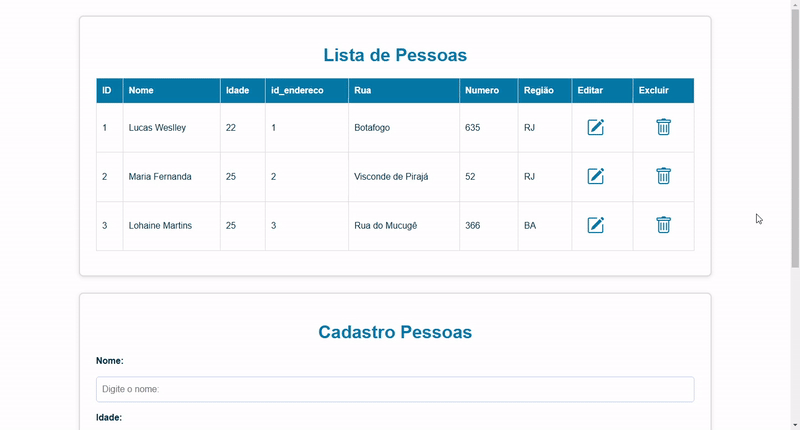 Lista de Pessoas
ID Nome Idade id_endereco Rua Numero Região Editar Excluir
1 Lucas Weslley 22 1 Botafogo 635 RJ
2 Maria Fernanda 25 2 Visconde de Pirajá 52 RJ
3 Lohaine Martins 25 3 Rua do Mucugê 366 BA
Cadastro Pessoas
Nome:
Digite o nome:
Idade: